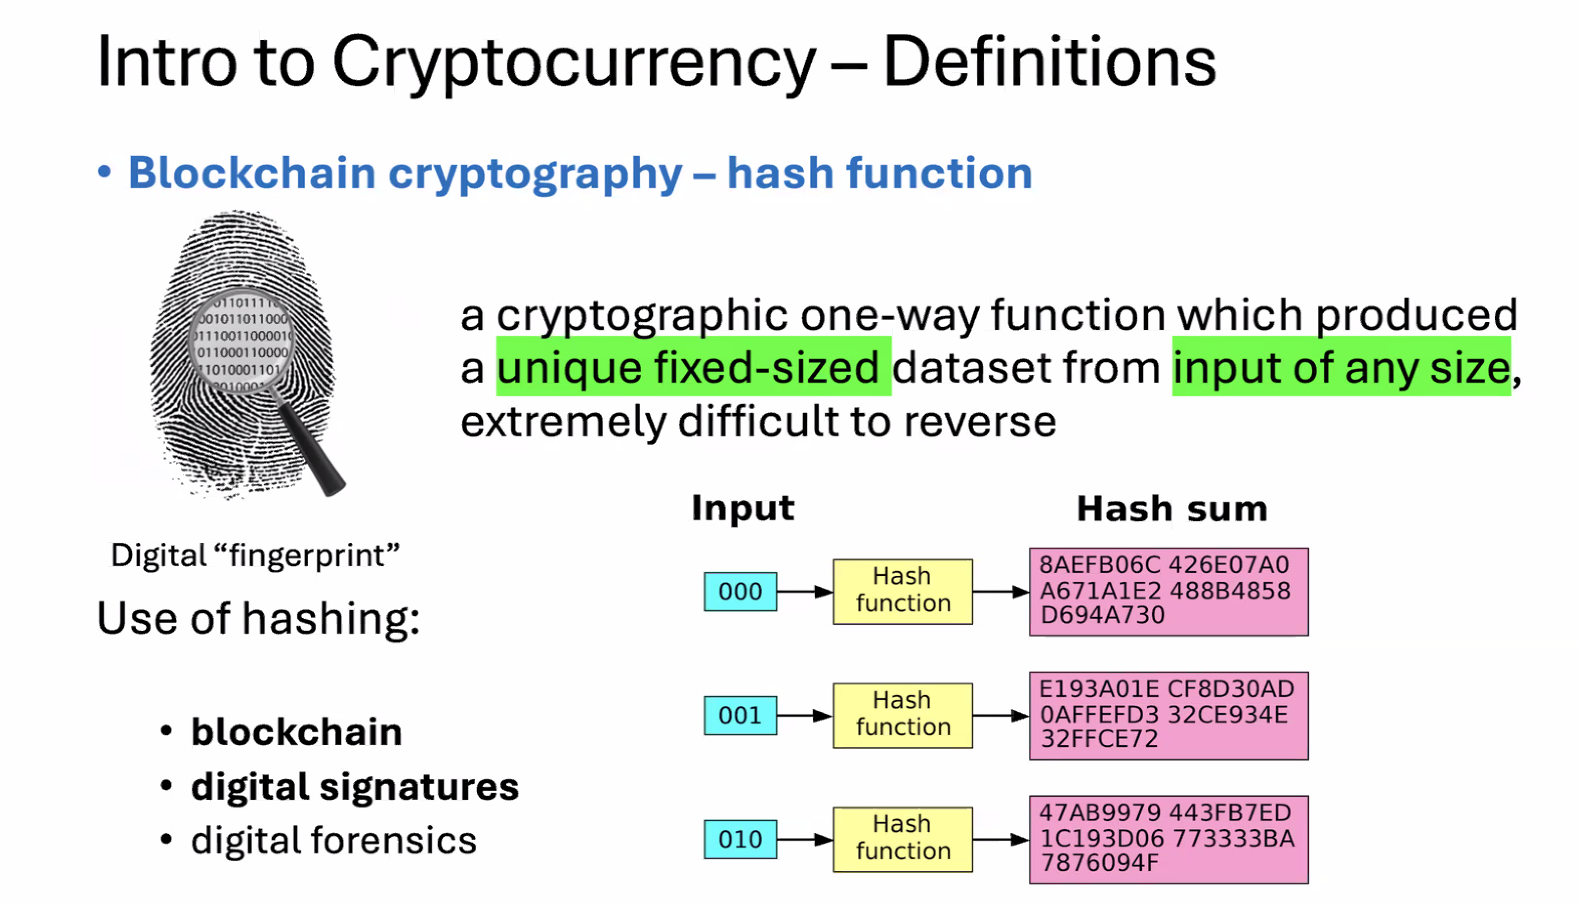 Intro to Cryptocurrency – Definitions
• Blockchain cryptography – hash function
01101111
001011011000
01110011000010
011000110000
1101001101
001000
a cryptographic one-way function which produced
a unique fixed-sized dataset from input of any size,
extremely difficult to reverse
Digital “fingerprint”
Use of hashing:
• blockchain
• digital signatures
• digital forensics
Input
Hash sum
000
Hash
function
8AEFB06C 426E07A0
A671A1E2 488B4858
D694A730
001
Hash
function
E193A01E CF8D30AD
0AFFEFD3 32CE934E
32FFCE72
010
Hash
function
47AB9979 443FB7ED
1C193D06 773333BA
7876094F